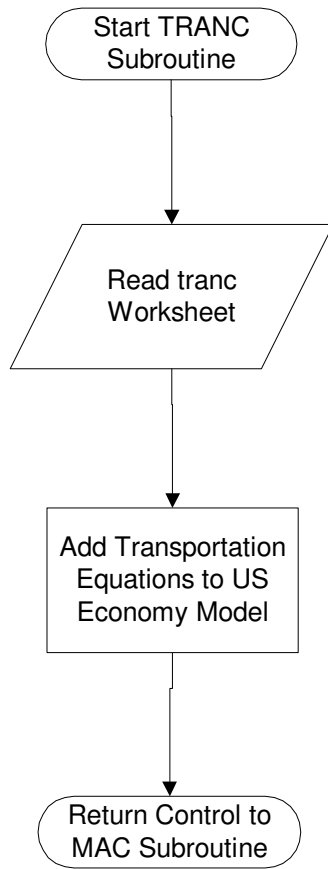 Start TRANC
Subroutine
Read tranc
Worksheet
Add Transportation
Equations to US
Economy Model
Return Control to
MAC Subroutine